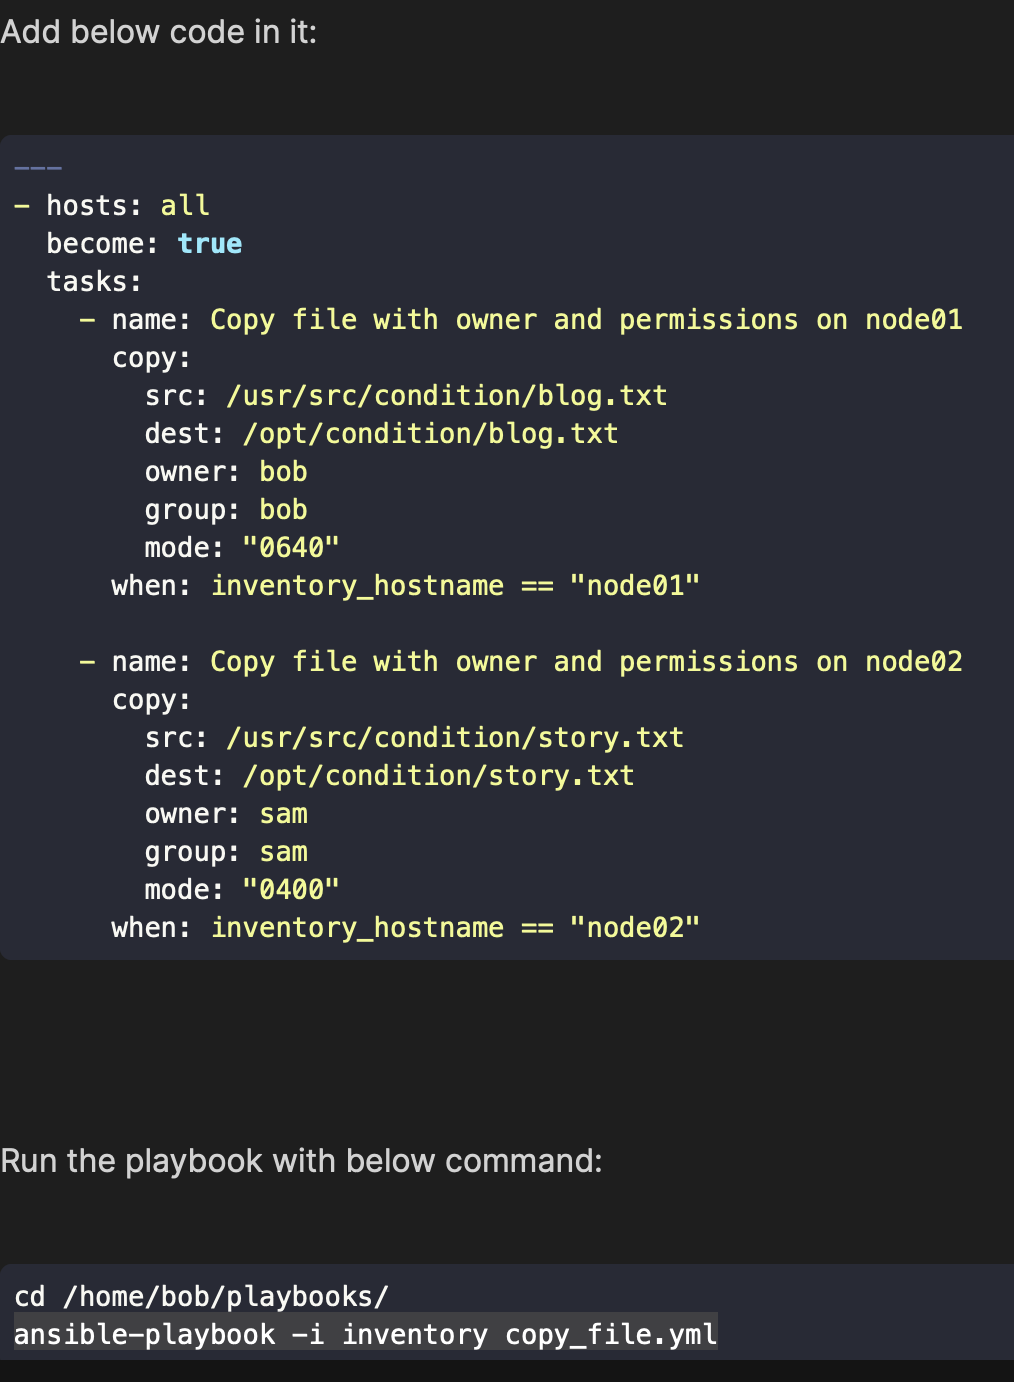 Add below code in it:
---
- hosts: all
  become: true
  tasks:
    - name: Copy file with owner and permissions on node01
      copy:
        src: /usr/src/condition/blog.txt
        dest: /opt/condition/blog.txt
        owner: bob
        group: bob
        mode: "0640"
      when: inventory_hostname == "node01"

    - name: Copy file with owner and permissions on node02
      copy:
        src: /usr/src/condition/story.txt
        dest: /opt/condition/story.txt
        owner: sam
        group: sam
        mode: "0400"
      when: inventory_hostname == "node02"
Run the playbook with below command:
cd /home/bob/playbooks/
ansible-playbook -i inventory copy_file.yml